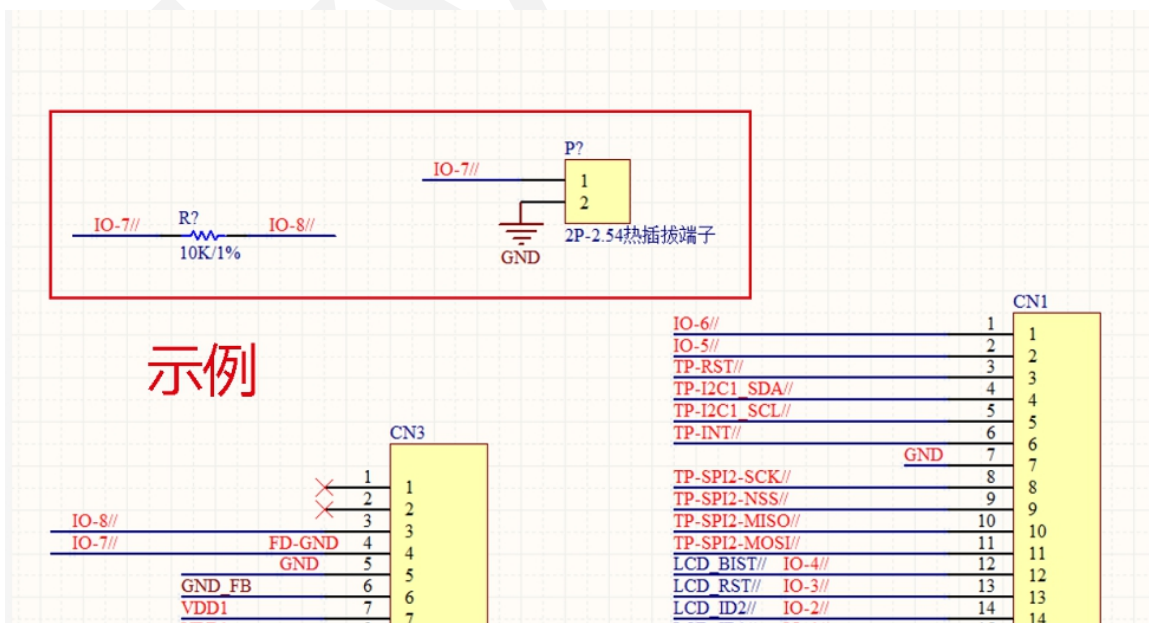 P?
IO-7//
1
2
IO-7//
R?
IO-8//
10K/1%
2P-2.54热插拔端子
GND
示例
CN1
IO-6// 1 1
IO-5// 2 2
TP-RST// 3 3
TP-I2C1_SDA// 4 4
TP-I2C1_SCL// 5 5
TP-INT// 6 6
GND 7 7
TP-SPI2-SCK// 8 8
TP-SPI2-NSS// 9 9
TP-SPI2-MISO// 10 10
TP-SPI2-MOSI// 11 11
LCD_BIST// IO-4// 12 12
LCD_RST// IO-3// 13 13
LCD_ID2// IO-2// 14 14
CN3
1 1
2 2
IO-8// 3 3
IO-7// FD-GND 4 4
GND 5 5
GND_FB 6 6
VDD1 7 7